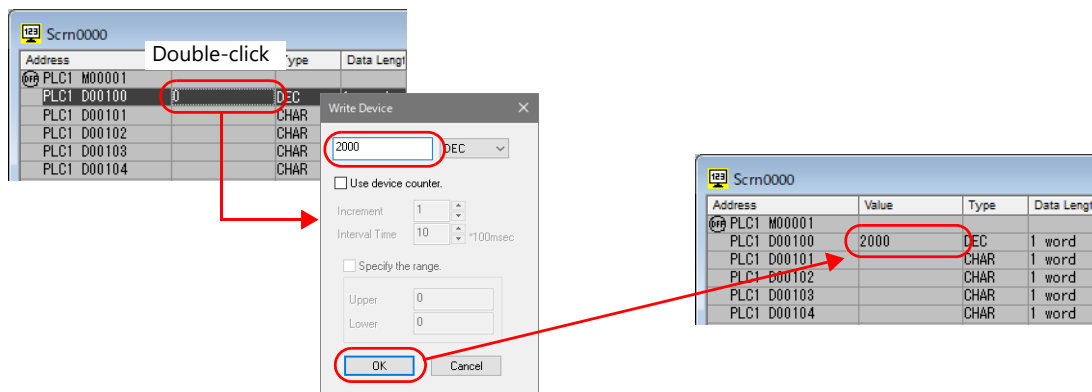 123 Scrn0000
Double-click
Address Type Data Lengt
OFF PLC1 M00001
PLC1 D00100 0 DEC
PLC1 D00101 CHAR
PLC1 D00102 CHAR
PLC1 D00103 CHAR
PLC1 D00104 CHAR
Write Device
2000 DEC
Use device counter.
Increment 1
Interval Time 10 *100msec
Specify the range.
Upper 0
Lower 0
OK Cancel
123 Scrn0000
Address Value Type Data Lengt
OFF PLC1 M00001
PLC1 D00100 2000 DEC 1 word
PLC1 D00101 CHAR 1 word
PLC1 D00102 CHAR 1 word
PLC1 D00103 CHAR 1 word
PLC1 D00104 CHAR 1 word